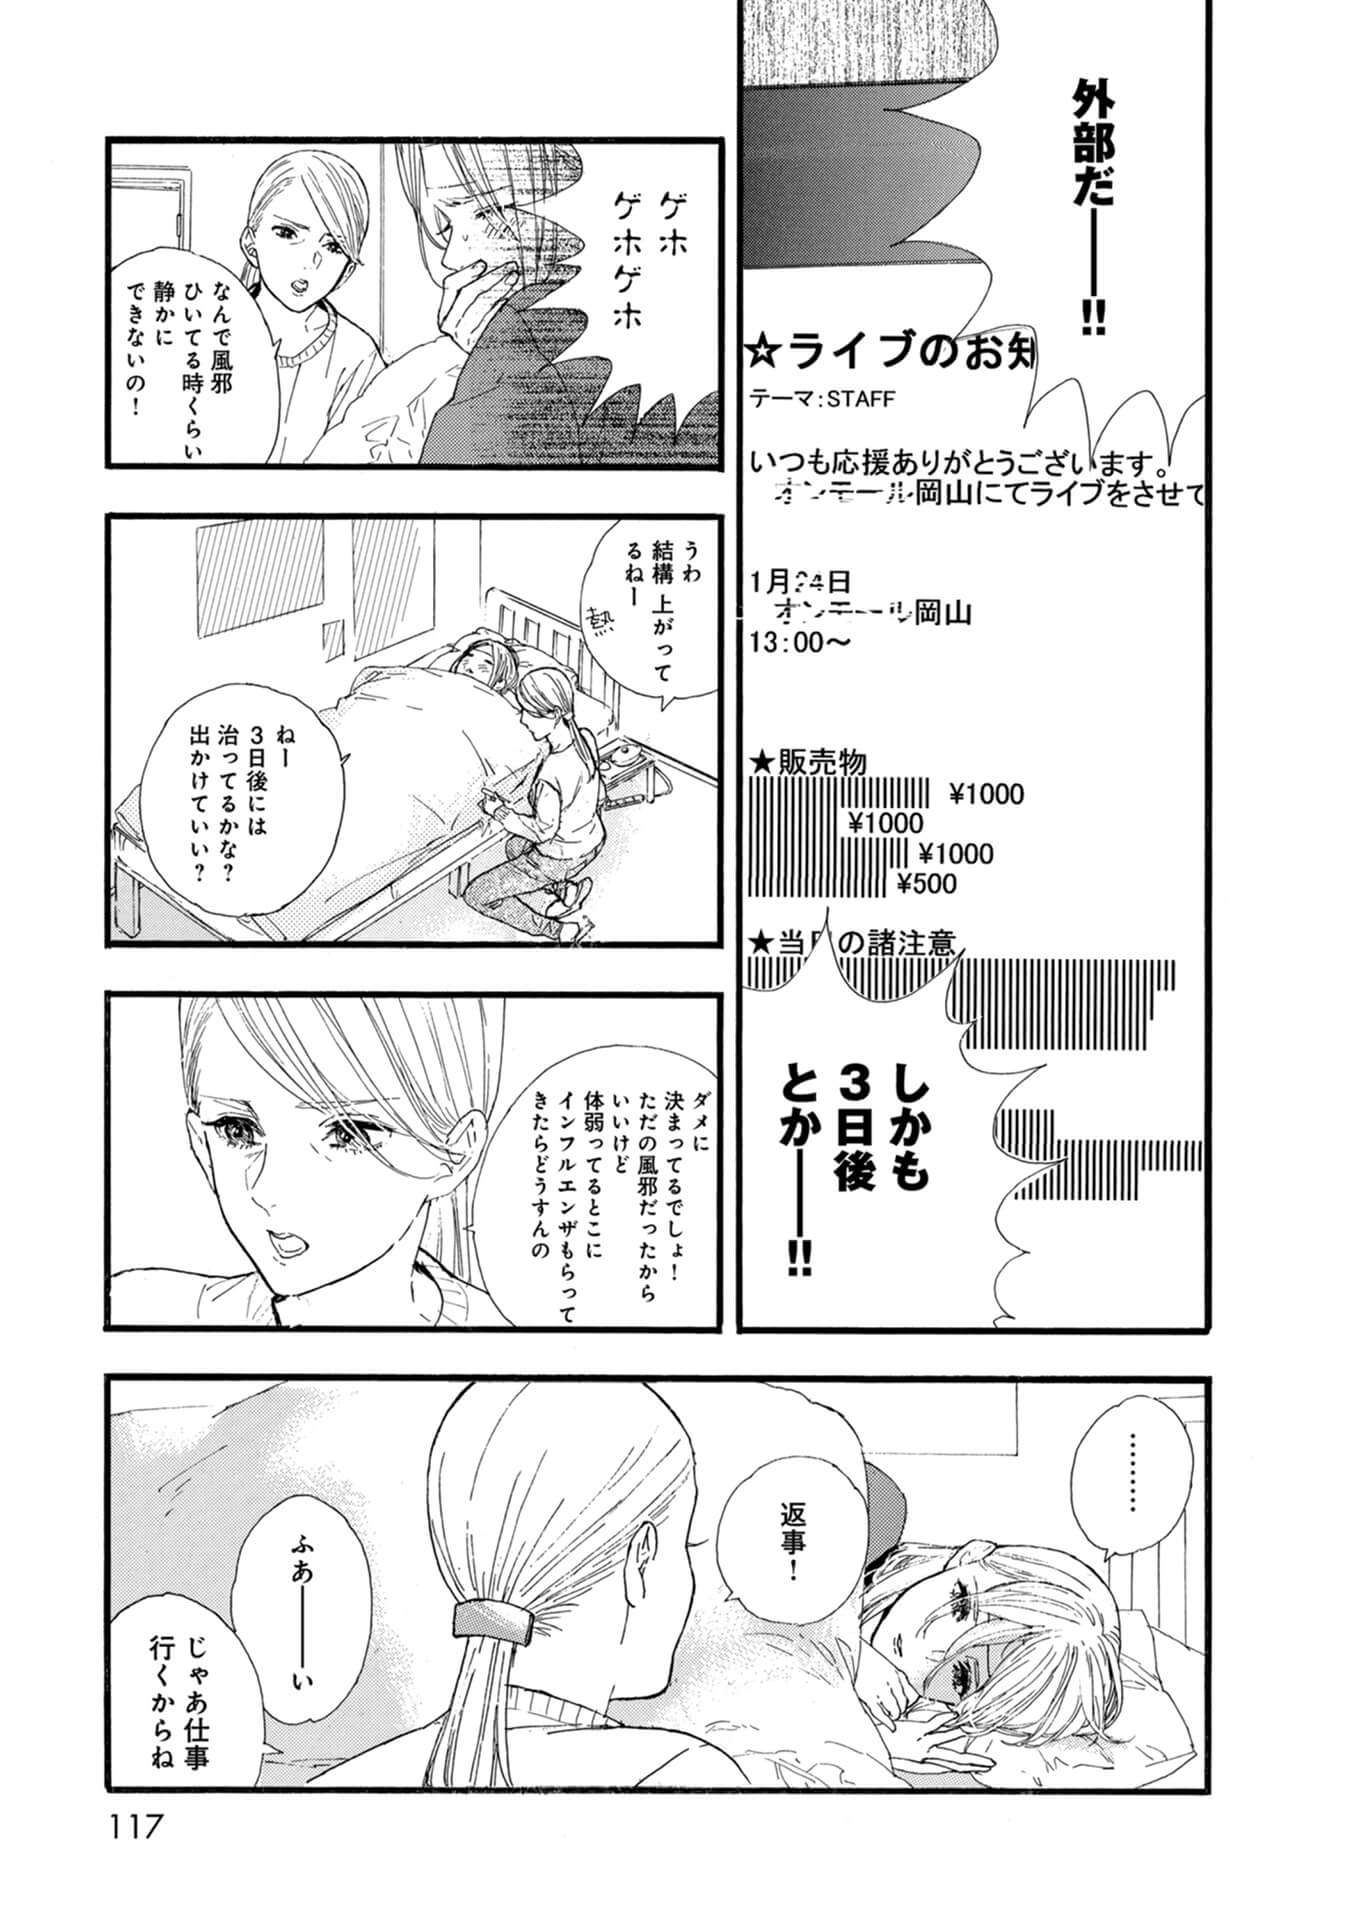 外部だ――!!
☆ライブのお知
テーマ:STAFF
いつも応援ありがとうございます。
オンモール岡山にてライブをさせて
1月24日
オンモール岡山
13:00～
★販売物
¥1000
¥1000
¥1000
¥500
★当日の諸注意
しかも
3日後
とか――!!
ゲホ
ゲホゲホ
なんで風邪
ひいてる時くらい
静かに
できないの!
うわ
結構上がって
るねー
熱
ねー
3日後には
治ってるかな?
出かけていい?
ダメに
決まってるでしょ!
ただの風邪だったから
いいけど
体弱ってるとこに
インフルエンザもらって
きたらどうすんの
………
返事!
ふあ――い
じゃあ仕事
行くからね
117